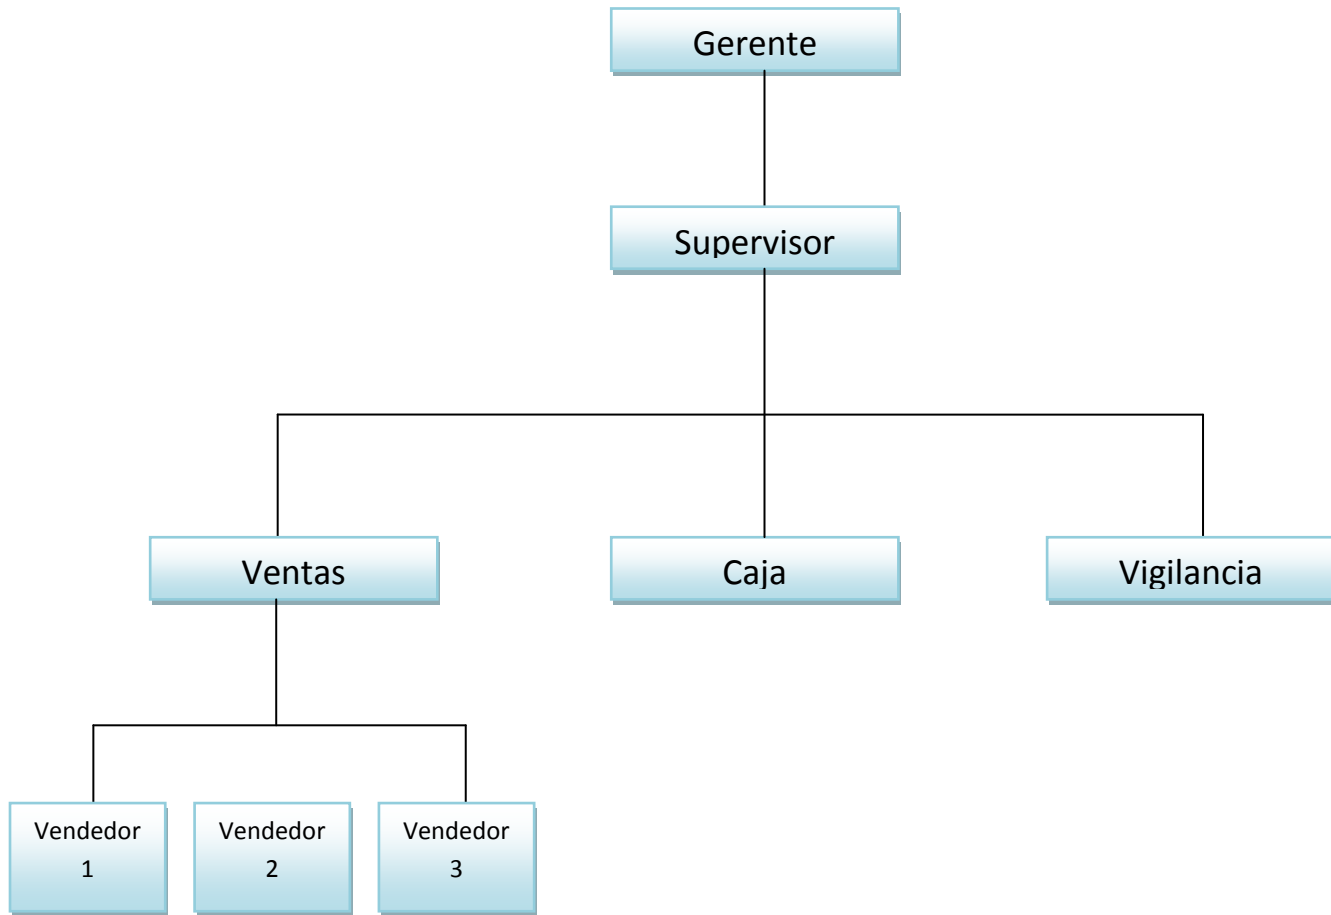 Gerente
Supervisor
Ventas
Caja
Vigilancia
Vendedor
1
Vendedor
2
Vendedor
3